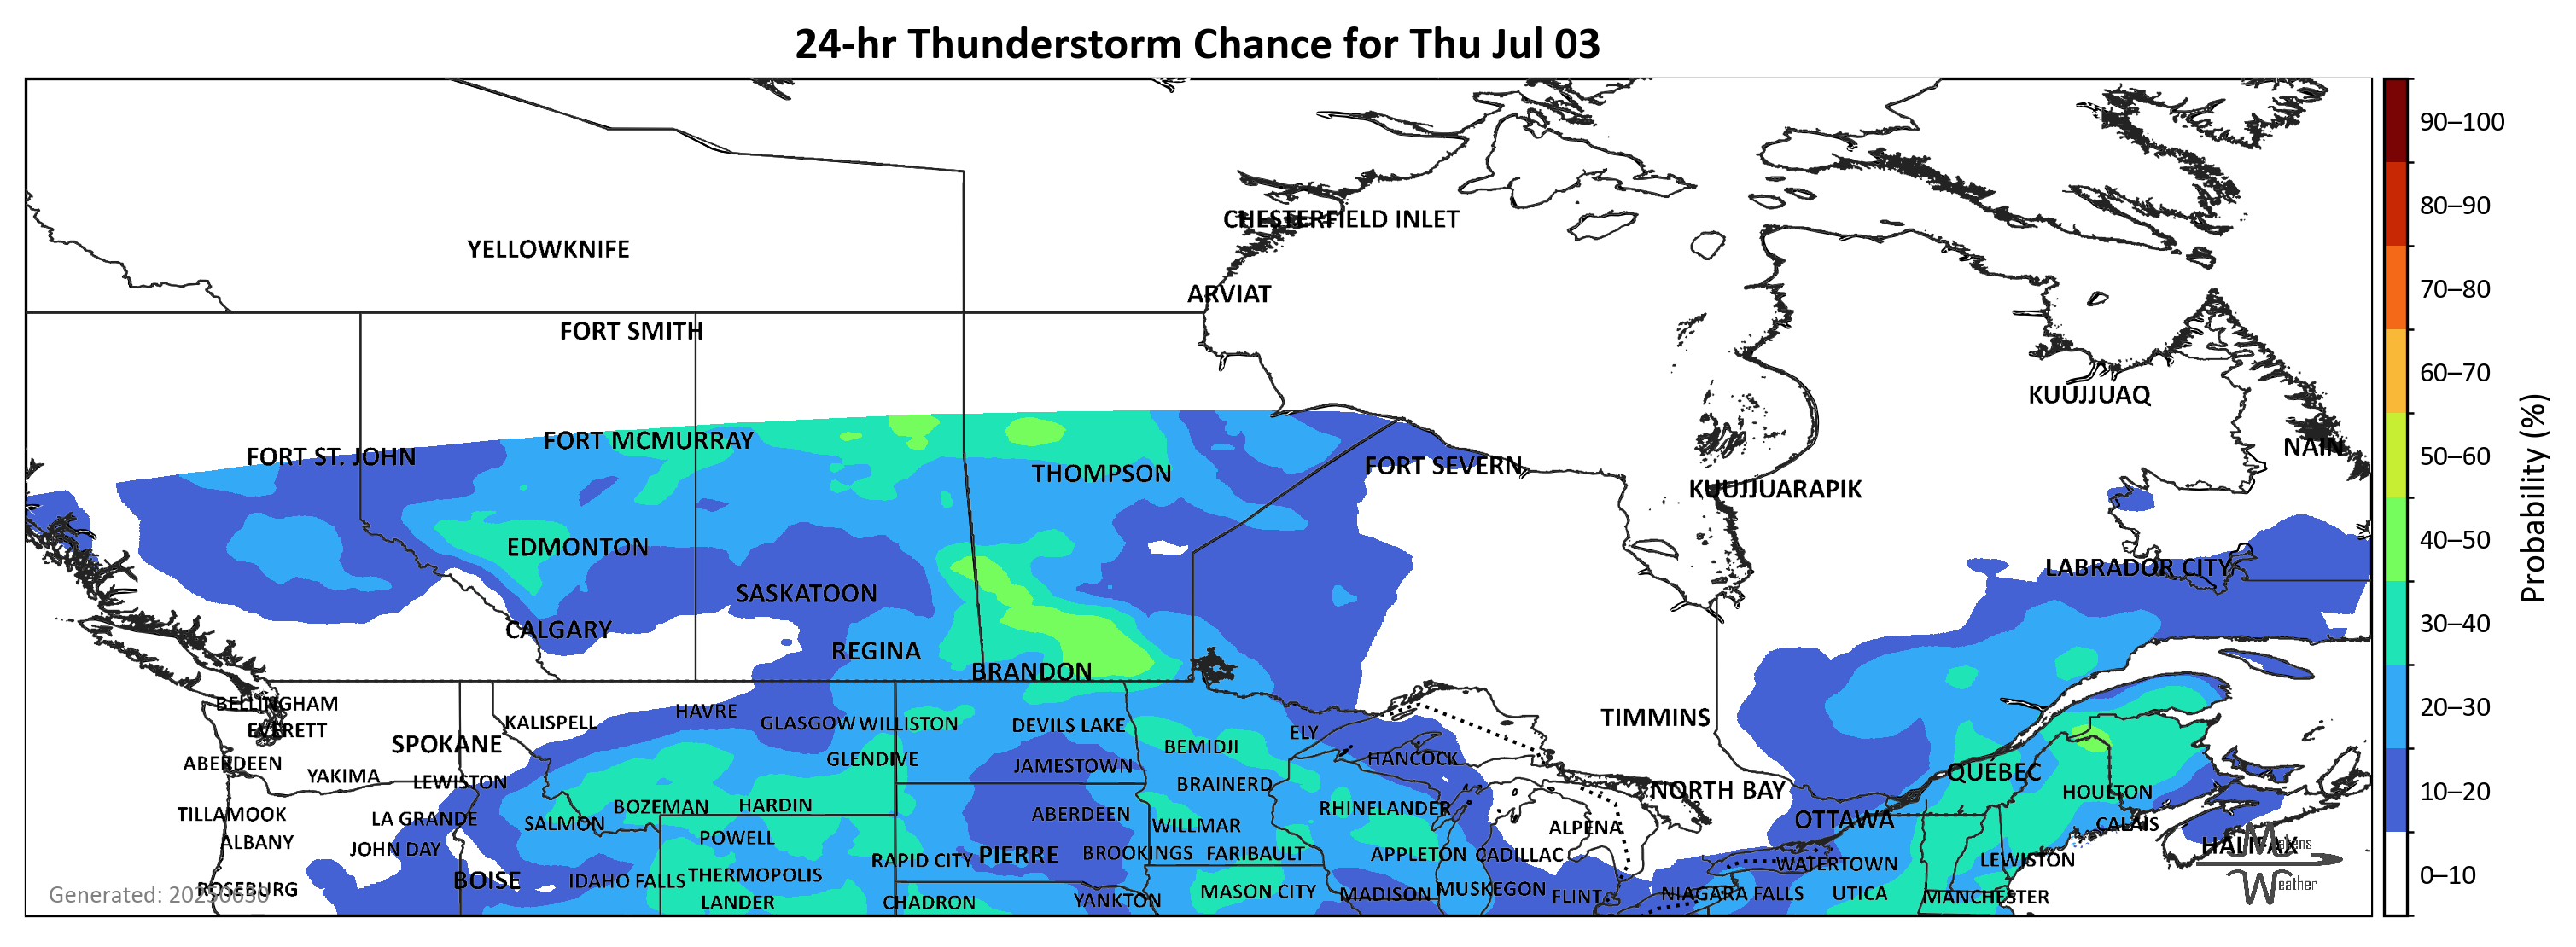 24-hr Thunderstorm Chance for Thu Jul 03
90–100
80–90
70–80
60–70
50–60
40–50
30–40
20–30
10–20
0–10
Probability (%)
CHESTERFIELD INLET
YELLOWKNIFE
ARVIAT
FORT SMITH
KUUJJUAQ
FORT MCMURRAY
NAIN
FORT ST. JOHN
FORT SEVERN
THOMPSON
KUUJJUARAPIK
EDMONTON
LABRADOR CITY
SASKATOON
CALGARY
REGINA
BRANDON
BELLINGHAM
HAVRE
TIMMINS
KALISPELL
GLASGOW
WILLISTON
DEVILS LAKE
EVERETT
ELY
SPOKANE
BEMIDJI
HANCOCK
GLENDIVE
ABERDEEN
JAMESTOWN
QUÉBEC
YAKIMA
LEWISTON
BRAINERD
NORTH BAY
HOULTON
BOZEMAN
HARDIN
RHINELANDER
TILLAMOOK
LA GRANDE
ABERDEEN
OTTAWA
SALMON
WILLMAR
ALPENA
CALAIS
POWELL
ALBANY
HALIFAX
Makens
JOHN DAY
BROOKINGS
FARIBAULT
PIERRE
APPLETON
CADILLAC
RAPID CITY
LEWISTON
WATERTOWN
THERMOPOLIS
BOISE
IDAHO FALLS
Weather
ROSEBURG
MUSKEGON
MASON CITY
MADISON
NIAGARA FALLS
UTICA
Generated: 20250630
FLINT
MANCHESTER
YANKTON
LANDER
CHADRON